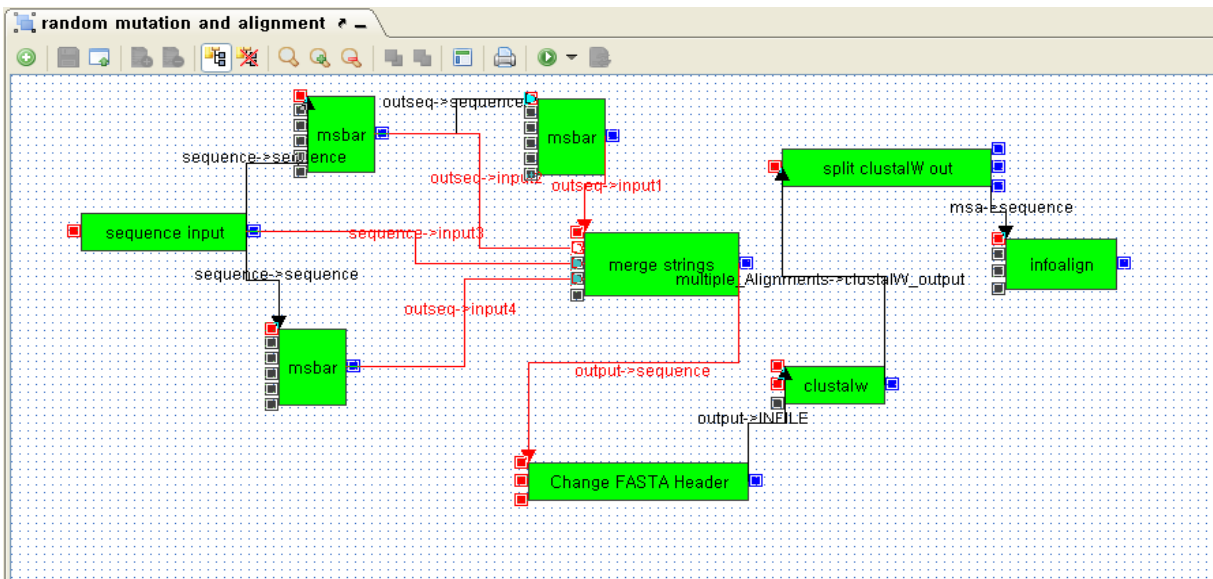 random mutation and alignment
outseq->sequence
msbar
msbar
sequence->sequence
outseq->input2
outseq->input1
split clustalW out
msa->sequence
sequence input
sequence->input3
merge strings
infoalign
sequence->sequence
multiple_Alignments->clustalW_output
outseq->input4
msbar
output->sequence
clustalw
output->INFILE
Change FASTA Header